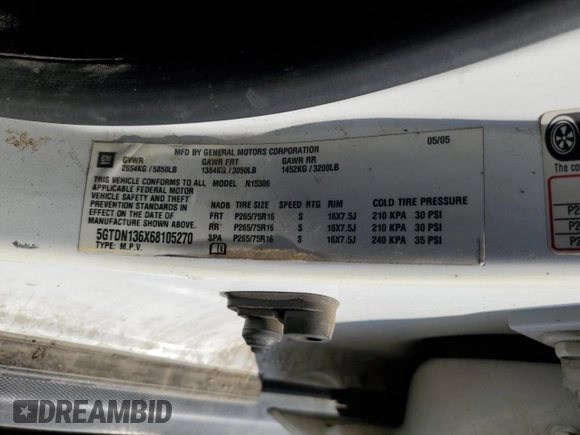 MFD BY GENERAL MOTORS CORPORATION 05/05
GM GVWR GAWR FRT GAWR RR
2654KG / 5850LB 1384KG / 3050LB 1452KG / 3200LB
THIS VEHICLE CONFORMS TO ALL MODEL N15306
APPLICABLE FEDERAL MOTOR
VEHICLE SAFETY AND THEFT
PREVENTION STANDARDS IN
EFFECT ON THE DATE OF
MANUFACTURE SHOWN ABOVE.
5GTDN136X68105270
TYPE: M.P.V.
NADB TIRE SIZE SPEED RTG RIM COLD TIRE PRESSURE
FRT P265/75R16 S 16X7.5J 210 KPA 30 PSI
RR P265/75R16 S 16X7.5J 210 KPA 30 PSI
SPA P265/75R16 S 16X7.5J 240 KPA 35 PSI
T
P2
P2
DREAMBID